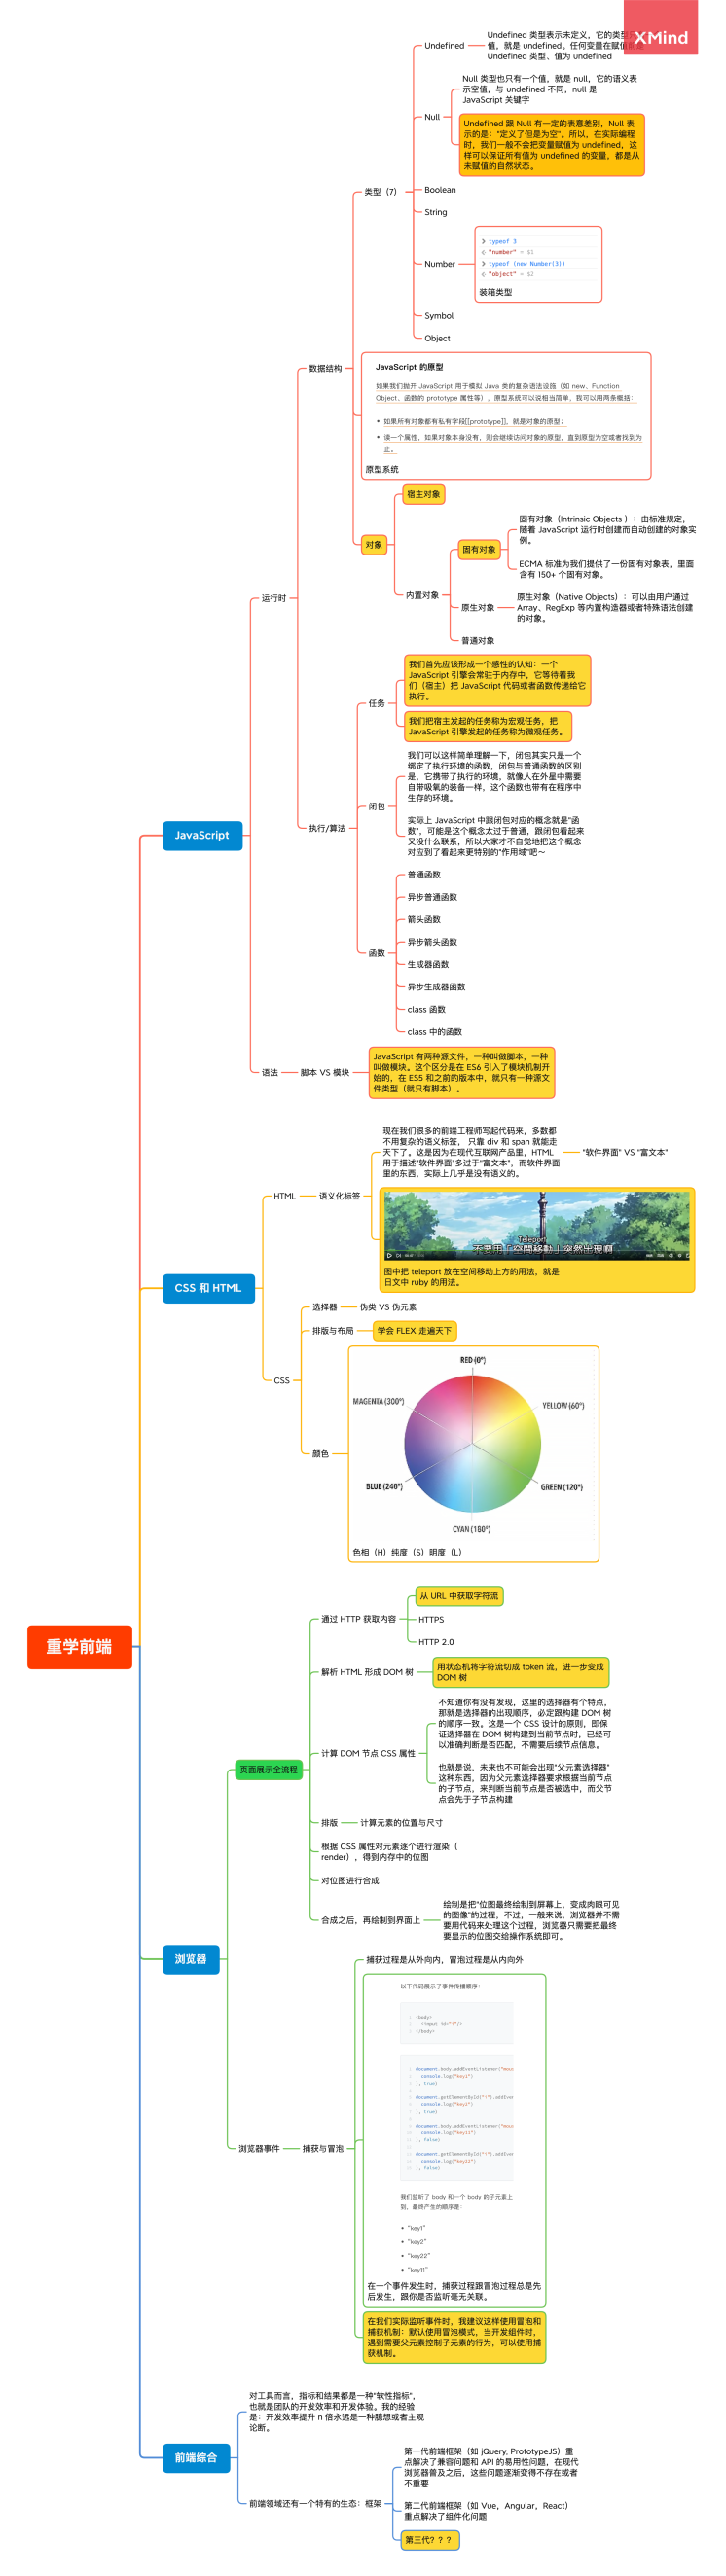 XMind
重学前端
JavaScript
运行时
数据结构
类型（7）
Undefined
Undefined 类型表示未定义，它的类型
值，就是 undefined。任何变量在赋值
Undefined 类型、值为 undefined
Null
Null 类型也只有一个值，就是 null，它的语义表
示空值，与 undefined 不同，null 是
JavaScript 关键字
Undefined 跟 Null 有一定的表意差别，Null 表
示的是：“定义了但是为空”。所以，在实际编程
时，我们一般不会把变量赋值为 undefined，这
样可以保证所有值为 undefined 的变量，都是从
未赋值的自然状态。
Boolean
String
Number
typeof 3
"number" = $1
typeof (new Number(3))
"object" = $2
装箱类型
Symbol
Object
JavaScript 的原型
如果我们抛开 JavaScript 用于模拟 Java 类的复杂语法设施（如 new、Function
Object、函数的 prototype 属性等），原型系统可以说相当简单，我可以用两条概括：
• 如果所有对象都有私有字段[[prototype]]，就是对象的原型；
• 读一个属性，如果对象本身没有，则会继续访问对象的原型，直到原型为空或者找到为
止。
原型系统
对象
宿主对象
内置对象
固有对象
固有对象（Intrinsic Objects ）：由标准规定，
随着 JavaScript 运行时创建而自动创建的对象实
例。
ECMA 标准为我们提供了一份固有对象表，里面
含有 150+ 个固有对象。
原生对象
原生对象（Native Objects）：可以由用户通过
Array、RegExp 等内置构造器或者特殊语法创建
的对象。
普通对象
执行/算法
任务
我们首先应该形成一个感性的认知：一个
JavaScript 引擎会常驻于内存中，它等待着我
们（宿主）把 JavaScript 代码或者函数传递给它
执行。
我们把宿主发起的任务称为宏观任务，把
JavaScript 引擎发起的任务称为微观任务。
闭包
我们可以这样简单理解一下，闭包其实只是一个
绑定了执行环境的函数，闭包与普通函数的区别
是，它携带了执行的环境，就像人在外星中需要
自带吸氧的装备一样，这个函数也带有在程序中
生存的环境。
实际上 JavaScript 中跟闭包对应的概念就是“函
数”，可能是这个概念太过于普通，跟闭包看起来
又没什么联系，所以大家才不自觉地把这个概念
对应到了看起来更特别的“作用域”吧～
函数
普通函数
异步普通函数
箭头函数
异步箭头函数
生成器函数
异步生成器函数
class 函数
class 中的函数
语法
脚本 VS 模块
JavaScript 有两种源文件，一种叫做脚本，一种
叫做模块。这个区分是在 ES6 引入了模块机制开
始的，在 ES5 和之前的版本中，就只有一种源文
件类型（就只有脚本）。
CSS 和 HTML
HTML
语义化标签
现在我们很多的前端工程师写起代码来，多数都
不用复杂的语义标签， 只靠 div 和 span 就能走
天下了。这是因为在现代互联网产品里，HTML
用于描述“软件界面”多过于“富文本”，而软件界面
里的东西，实际上几乎是没有语义的。
“软件界面” VS “富文本”
Teleport
不要用「空間移動」突然出現啊
图中把 teleport 放在空间移动上方的用法，就是
日文中 ruby 的用法。
CSS
选择器
伪类 VS 伪元素
排版与布局
学会 FLEX 走遍天下
颜色
RED (0°)
MAGENTA (300°)
YELLOW (60°)
BLUE (240°)
GREEN (120°)
CYAN (180°)
色相（H）纯度（S）明度（L）
浏览器
页面展示全流程
通过 HTTP 获取内容
从 URL 中获取字符流
HTTPS
HTTP 2.0
解析 HTML 形成 DOM 树
用状态机将字符流切成 token 流，进一步变成
DOM 树
计算 DOM 节点 CSS 属性
不知道你有没有发现，这里的选择器有个特点，
那就是选择器的出现顺序，必定跟构建 DOM 树
的顺序一致。这是一个 CSS 设计的原则，即保
证选择器在 DOM 树构建到当前节点时，已经可
以准确判断是否匹配，不需要后续节点信息。
也就是说，未来也不可能会出现“父元素选择器”
这种东西，因为父元素选择器要求根据当前节点
的子节点，来判断当前节点是否被选中，而父节
点会先于子节点构建
排版
计算元素的位置与尺寸
根据 CSS 属性对元素逐个进行渲染（
render），得到内存中的位图
对位图进行合成
合成之后，再绘制到界面上
绘制是把“位图最终绘制到屏幕上，变成肉眼可见
的图像”的过程，不过，一般来说，浏览器并不需
要用代码来处理这个过程，浏览器只需要把最终
要显示的位图交给操作系统即可。
浏览器事件
捕获与冒泡
捕获过程是从外向内，冒泡过程是从内向外
以下代码展示了事件传播顺序：
<body>
<input id="i"/>
</body>
document.body.addEventListener("mous
console.log("key1")
}, true)
document.getElementById("i").addEven
console.log("key2")
}, true)
document.body.addEventListener("mous
console.log("key11")
}, false)
document.getElementById("i").addEven
console.log("key22")
}, false)
我们监听了 body 和一个 body 的子元素上
到，最终产生的顺序是：
• “key1”
• “key2”
• “key22”
• “key11”
在一个事件发生时，捕获过程跟冒泡过程总是先
后发生，跟你是否监听毫无关联。
在我们实际监听事件时，我建议这样使用冒泡和
捕获机制：默认使用冒泡模式，当开发组件时，
遇到需要父元素控制子元素的行为，可以使用捕
获机制。
前端综合
对工具而言，指标和结果都是一种“软性指标”，
也就是团队的开发效率和开发体验。我的经验
是：开发效率提升 n 倍永远是一种臆想或者主观
论断。
前端领域还有一个特有的生态：框架
第一代前端框架（如 jQuery, PrototypeJS）重
点解决了兼容问题和 API 的易用性问题，在现代
浏览器普及之后，这些问题逐渐变得不存在或者
不重要
第二代前端框架（如 Vue，Angular，React）
重点解决了组件化问题
第三代？？？